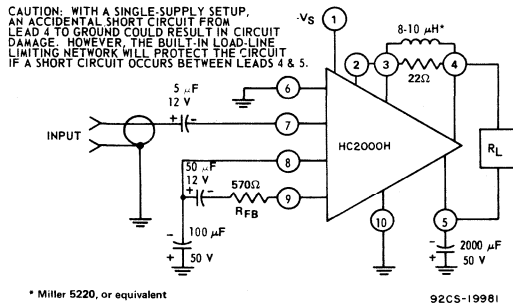 CAUTION: WITH A SINGLE-SUPPLY SETUP,
AN ACCIDENTAL SHORT CIRCUIT FROM
LEAD 4 TO GROUND COULD RESULT IN CIRCUIT
DAMAGE. HOWEVER, THE BUILT-IN LOAD-LINE
LIMITING NETWORK WILL PROTECT THE CIRCUIT
IF A SHORT CIRCUIT OCCURS BETWEEN LEADS 4 & 5.
-VS
1
8-10 μH*
2
3
4
22Ω
5 μF
12 V
+ -
6
INPUT
7
HC2000H
RL
50 μF
12 V
+ -
8
570Ω
RFB
9
10
5
-
100 μF
+
50 V
-
2000 μF
+
50 V
* Miller 5220, or equivalent
92CS-19981